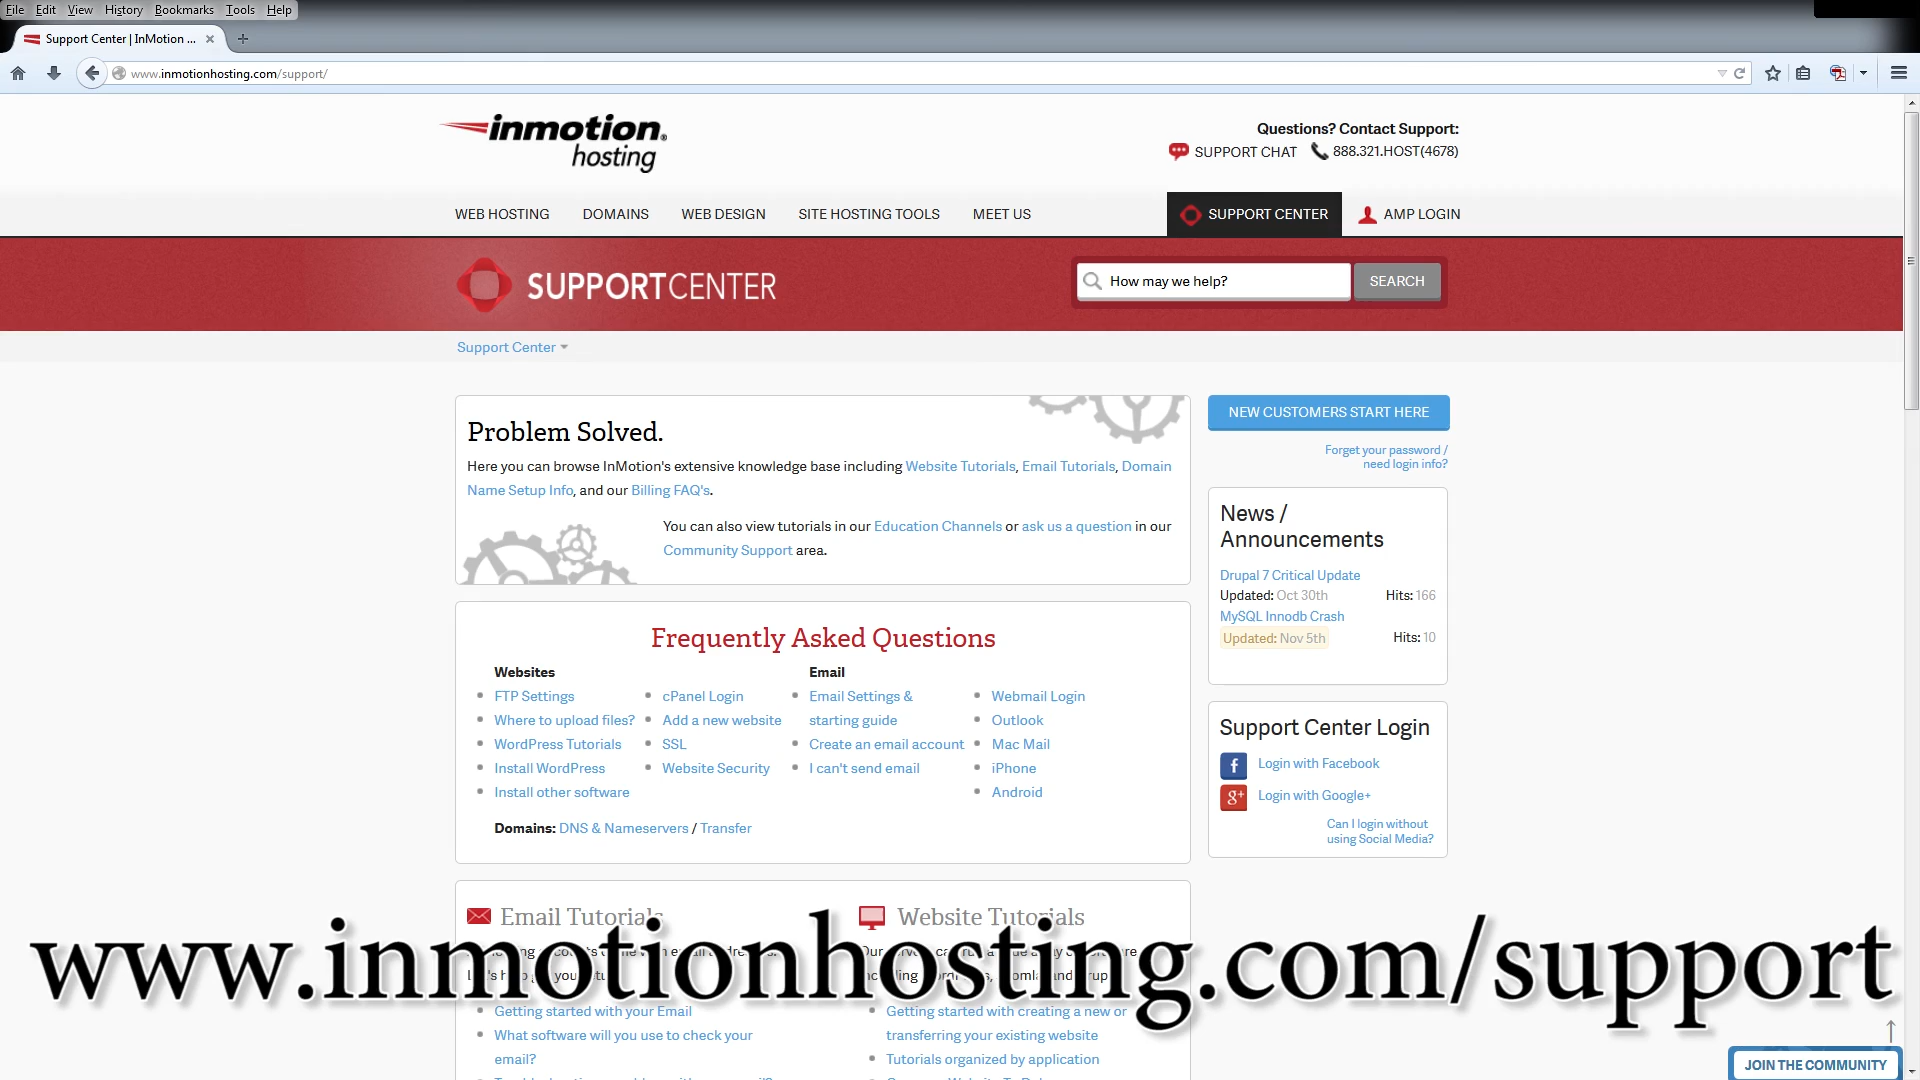 File Edit View History Bookmarks Tools Help
Support Center | InMotion ...
www.inmotionhosting.com/support/
inmotion®
hosting
Questions? Contact Support:
SUPPORT CHAT 888.321.HOST(4678)
WEB HOSTING DOMAINS WEB DESIGN SITE HOSTING TOOLS MEET US SUPPORT CENTER AMP LOGIN
SUPPORTCENTER
How may we help? SEARCH
Support Center
Problem Solved.
Here you can browse InMotion's extensive knowledge base including Website Tutorials, Email Tutorials, Domain
Name Setup Info, and our Billing FAQ's.
You can also view tutorials in our Education Channels or ask us a question in our
Community Support area.
NEW CUSTOMERS START HERE
Forget your password /
need login info?
News /
Announcements
Drupal 7 Critical Update
Updated: Oct 30th Hits: 166
MySQL Innodb Crash
Updated: Nov 5th Hits: 10
Frequently Asked Questions
Websites
FTP Settings
Where to upload files?
WordPress Tutorials
Install WordPress
Install other software
cPanel Login
Add a new website
SSL
Website Security
Email
Email Settings &
starting guide
Create an email account
I can't send email
Webmail Login
Outlook
Mac Mail
iPhone
Android
Domains: DNS & Nameservers / Transfer
Support Center Login
f Login with Facebook
g+ Login with Google+
Can I login without
using Social Media?
Email Tutorials
Getting started with your Email
What software will you use to check your
email?
Website Tutorials
Getting started with creating a new or
transferring your existing website
Tutorials organized by application
www.inmotionhosting.com/support
JOIN THE COMMUNITY